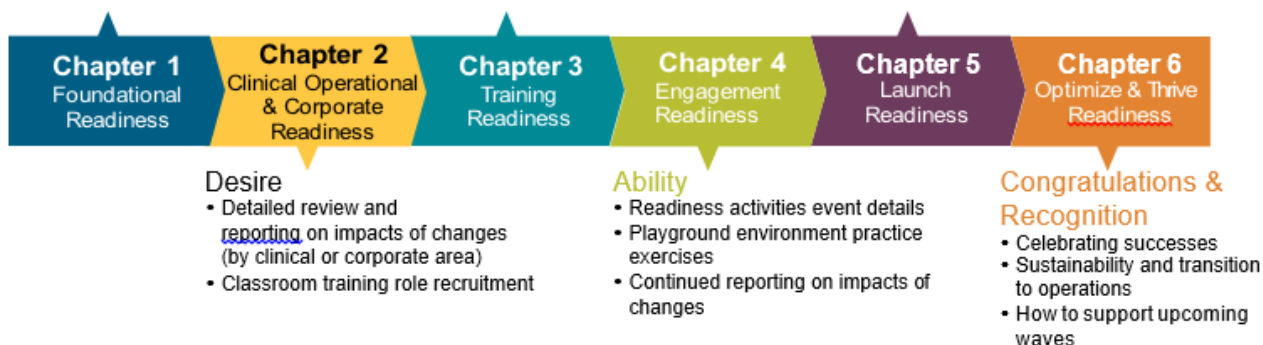 Chapter 1
Foundational
Readiness
Chapter 2
Clinical Operational
& Corporate
Readiness
Chapter 3
Training
Readiness
Chapter 4
Engagement
Readiness
Chapter 5
Launch
Readiness
Chapter 6
Optimize & Thrive
Readiness
Desire
• Detailed review and
reporting on impacts of changes
(by clinical or corporate area)
• Classroom training role recruitment
Ability
• Readiness activities event details
• Playground environment practice
exercises
• Continued reporting on impacts of
changes
Congratulations &
Recognition
• Celebrating successes
• Sustainability and transition
to operations
• How to support upcoming
waves